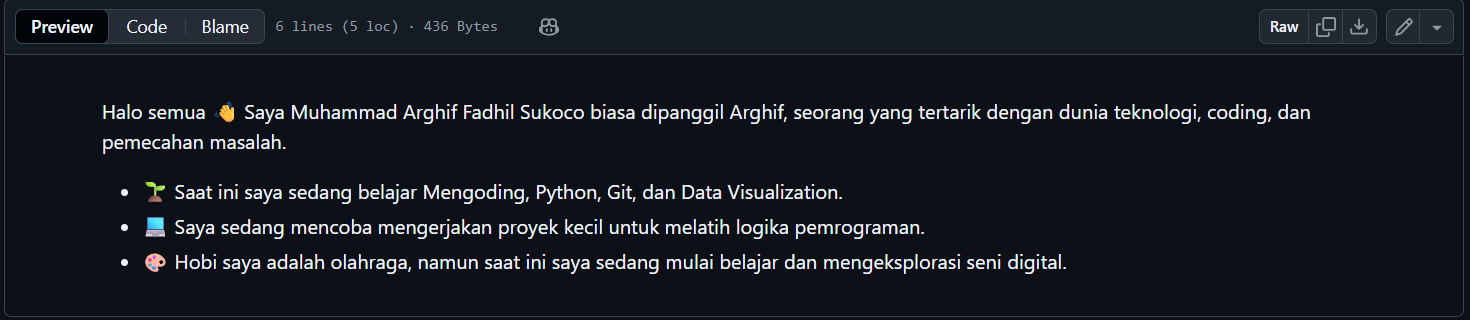 Preview Code Blame 6 lines (5 loc) · 436 Bytes Raw
Halo semua 👋 Saya Muhammad Arghif Fadhil Sukoco biasa dipanggil Arghif, seorang yang tertarik dengan dunia teknologi, coding, dan
pemecahan masalah.
• 🌱 Saat ini saya sedang belajar Mengoding, Python, Git, dan Data Visualization.
• 💻 Saya sedang mencoba mengerjakan proyek kecil untuk melatih logika pemrograman.
• 🎨 Hobi saya adalah olahraga, namun saat ini saya sedang mulai belajar dan mengeksplorasi seni digital.